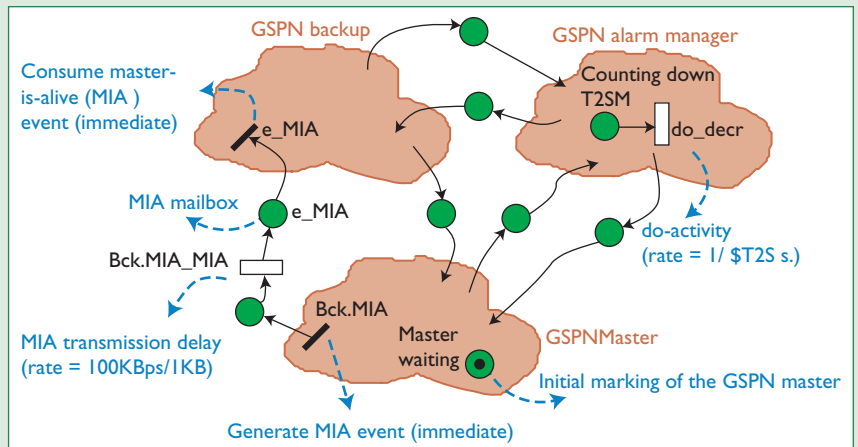 GSPN backup
GSPN alarm manager
Consume master-
is-alive (MIA )
event (immediate)
Counting down
T2SM
e_MIA
do_decr
MIA mailbox
e_MIA
do-activity
(rate = 1/ $T2S s.)
Bck.MIA_MIA
Bck.MIA
GSPNMaster
Master
waiting
MIA transmission delay
(rate = 100KBps/1KB)
Initial marking of the GSPN master
Generate MIA event (immediate)